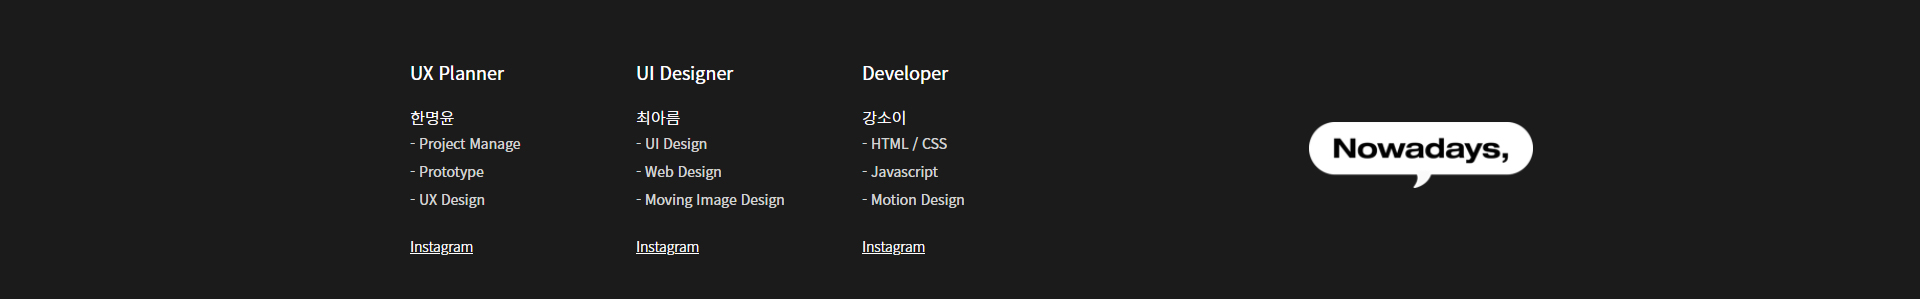 UX Planner
한명윤
- Project Manage
- Prototype
- UX Design
Instagram
UI Designer
최아름
- UI Design
- Web Design
- Moving Image Design
Instagram
Developer
강소이
- HTML / CSS
- Javascript
- Motion Design
Instagram
Nowadays,